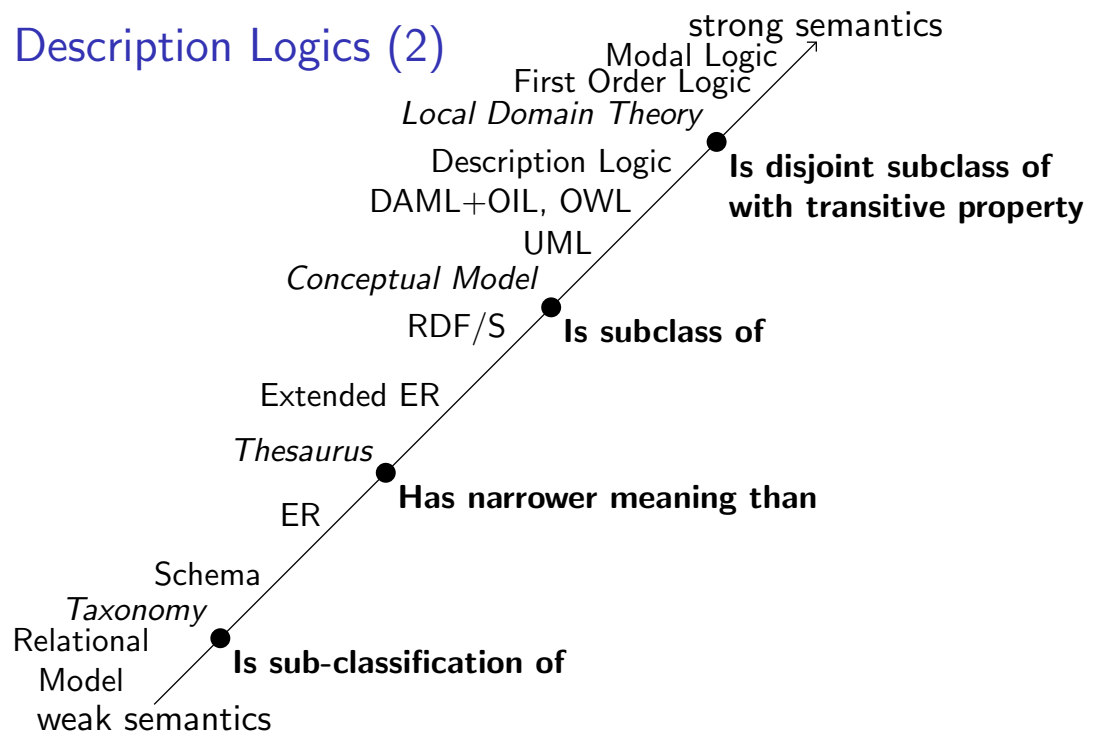 Description Logics (2)
strong semantics
Modal Logic
First Order Logic
Local Domain Theory
Description Logic
Is disjoint subclass of
with transitive property
DAML+OIL, OWL
UML
Conceptual Model
RDF/S
Is subclass of
Extended ER
Thesaurus
Has narrower meaning than
ER
Schema
Taxonomy
Relational
Model
Is sub-classification of
weak semantics